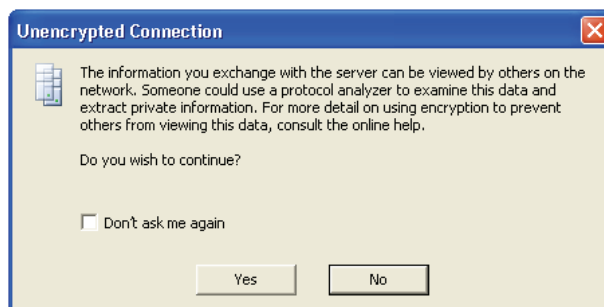 Unencrypted Connection
The information you exchange with the server can be viewed by others on the
network. Someone could use a protocol analyzer to examine this data and
extract private information. For more detail on using encryption to prevent
others from viewing this data, consult the online help.
Do you wish to continue?
Don't ask me again
Yes No